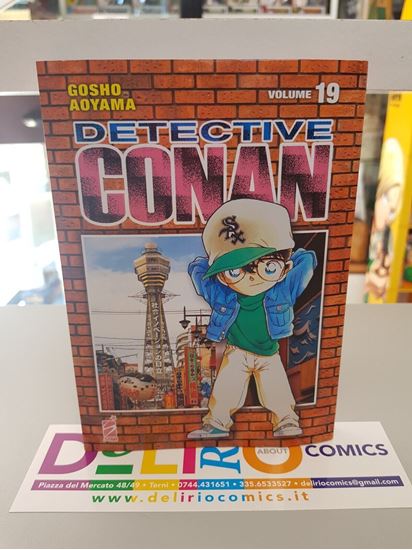 GOSHO
AOYAMA
VOLUME 19
DETECTIVE
CONAN
SOX
DELIRIO
ABOUT
COMICS
Piazza del Mercato 48/49 • Terni • 0744.431651 • 335.6533527 • deliriocomics@gmail.com
www.deliriocomics.it